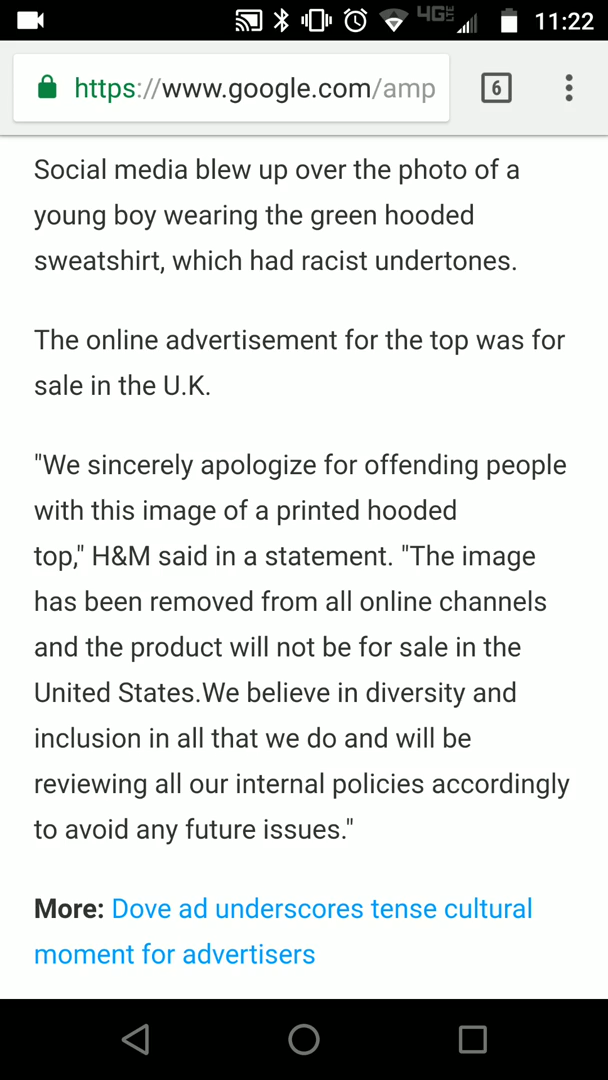 4G LTE 11:22
https://www.google.com/amp 6
Social media blew up over the photo of a
young boy wearing the green hooded
sweatshirt, which had racist undertones.
The online advertisement for the top was for
sale in the U.K.
"We sincerely apologize for offending people
with this image of a printed hooded
top," H&M said in a statement. "The image
has been removed from all online channels
and the product will not be for sale in the
United States.We believe in diversity and
inclusion in all that we do and will be
reviewing all our internal policies accordingly
to avoid any future issues."
More: Dove ad underscores tense cultural
moment for advertisers